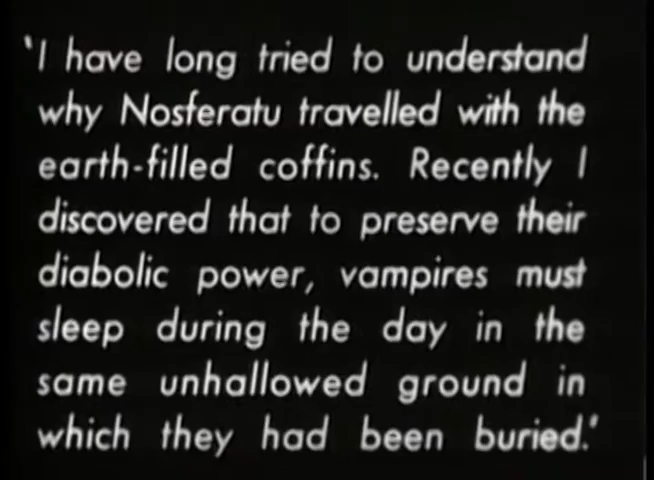 'I have long tried to understand
why Nosferatu travelled with the
earth-filled coffins. Recently I
discovered that to preserve their
diabolic power, vampires must
sleep during the day in the
same unhallowed ground in
which they had been buried.'